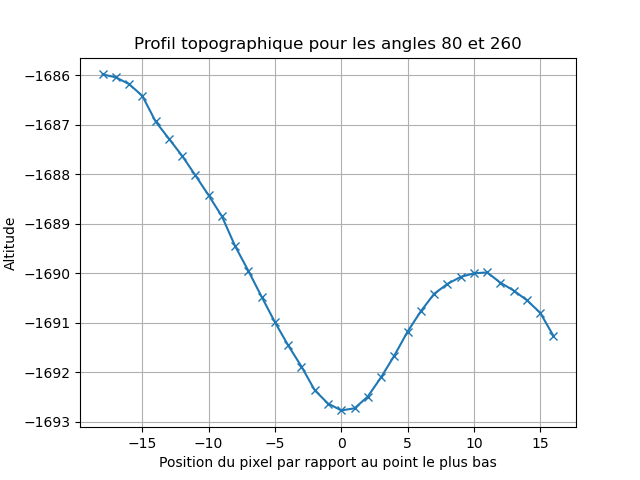 Profil topographique pour les angles 80 et 260
−1686
−1687
−1688
−1689
−1690
−1691
−1692
−1693
Altitude
−15 −10 −5 0 5 10 15
Position du pixel par rapport au point le plus bas